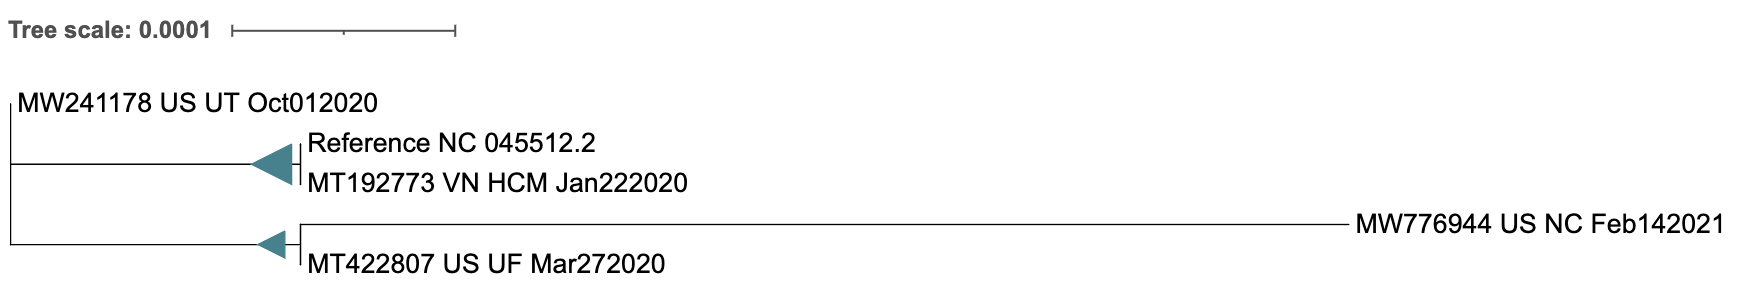 Tree scale: 0.0001
MW241178 US UT Oct012020
Reference NC 045512.2
MT192773 VN HCM Jan222020
MW776944 US NC Feb142021
MT422807 US UF Mar272020